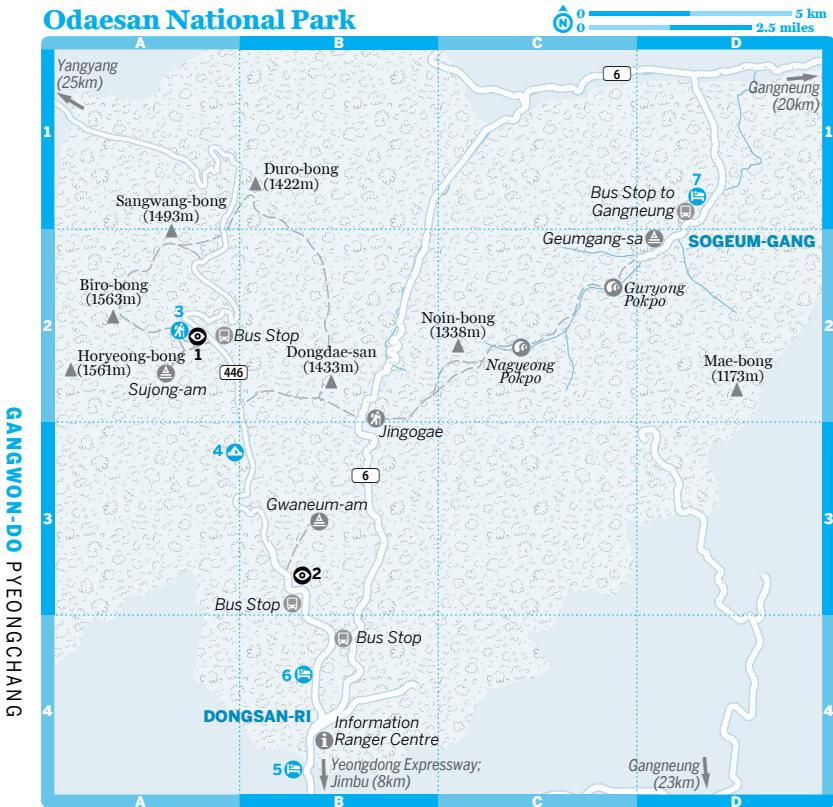 Odaesan National Park
N
0 5 km
0 2.5 miles
A B C D
1
2
3
4
1
2
3
4
A B C D
Yangyang
(25km)
6
Gangneung
(20km)
Duro-bong
(1422m)
Sangwang-bong
(1493m)
7
Bus Stop to
Gangneung
Geumgang-sa
SOGEUM-GANG
Biro-bong
(1563m)
Guryong
Pokpo
3
1
Bus Stop
Noin-bong
(1338m)
Horyeong-bong
(1561m)
Sujong-am
446
Dongdae-san
(1433m)
Nagyeong
Pokpo
Mae-bong
(1173m)
Jingogae
4
6
Gwaneum-am
2
Bus Stop
Bus Stop
6
DONGSAN-RI
Information
Ranger Centre
i
5
Yeongdong Expressway;
Jimbu (8km)
Gangneung
(23km)
GANGWON-DO PYEONGCHANG